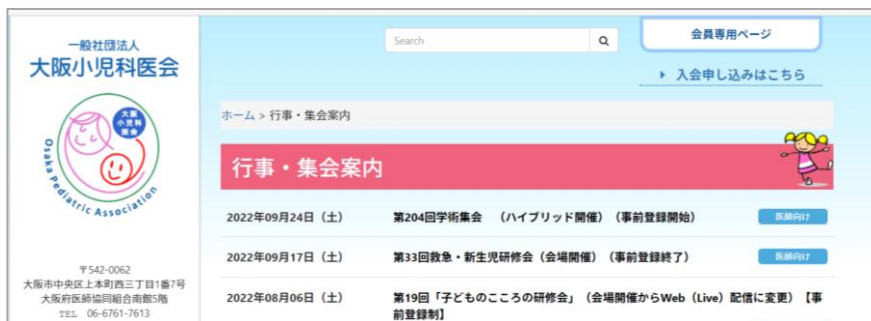 一般社団法人
大阪小児科医会
大阪
小児科
医会
Osaka Pediatric Association
〒542-0062
大阪市中央区上本町西三丁目1番7号
大阪府医師協同組合南館5階
TEL 06-6761-7613
Search
会員専用ページ
入会申し込みはこちら
ホーム > 行事・集会案内
行事・集会案内
2022年09月24日（土） 第204回学術集会 （ハイブリッド開催）（事前登録開始） 医師向け
2022年09月17日（土） 第33回救急・新生児研修会（会場開催）（事前登録終了） 医師向け
2022年08月06日（土） 第19回「子どものこころの研修会」（会場開催からWeb（Live）配信に変更）【事
前登録制】